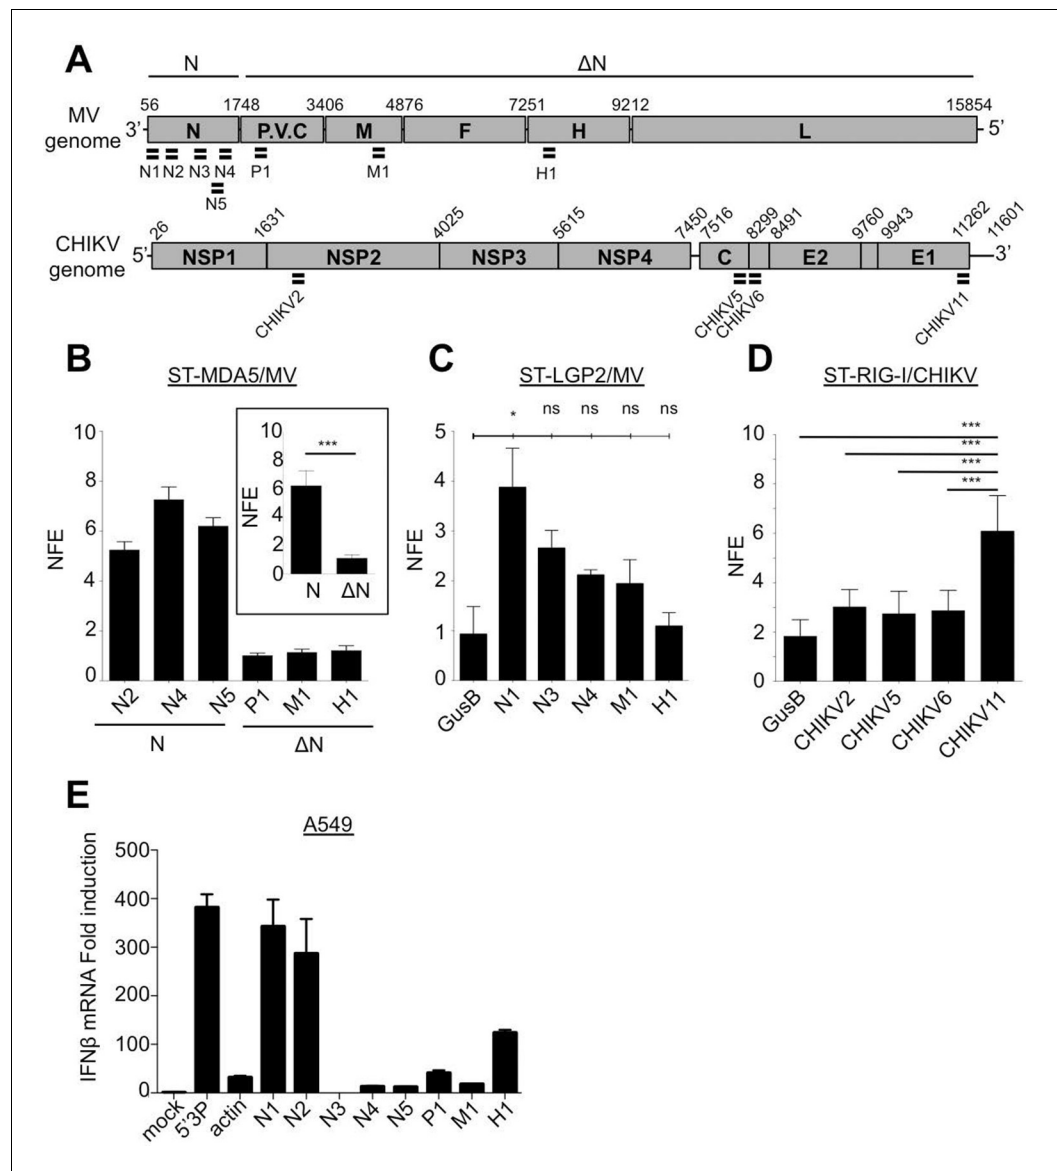 A
N ΔN
56 1748 3406 4876 7251 9212 15854
MV genome 3’ N P.V.C M F H L 5’
N1 N2 N3 N4 P1 M1 H1
N5
26 1631 4025 5615 7450 7516 8299 8491 9760 9943 11262 11601
CHIKV genome 5’ NSP1 NSP2 NSP3 NSP4 C E2 E1 3’
CHIKV2 CHIKV5 CHIKV6 CHIKV11
B
ST-MDA5/MV
NFE
10
8
6
4
2
0
N2 N4 N5 P1 M1 H1
N ΔN
NFE
10
8
6
4
2
0
***
N ΔN
C
ST-LGP2/MV
* ns ns ns ns
NFE
5
4
3
2
1
0
GusB N1 N3 N4 M1 H1
D
ST-RIG-I/CHIKV
***
***
***
***
NFE
10
8
6
4
2
0
GusB CHIKV2 CHIKV5 CHIKV6 CHIKV11
E
A549
IFNβ mRNA Fold induction
500
400
300
200
100
0
mock 5’3P actin N1 N2 N3 N4 N5 P1 M1 H1